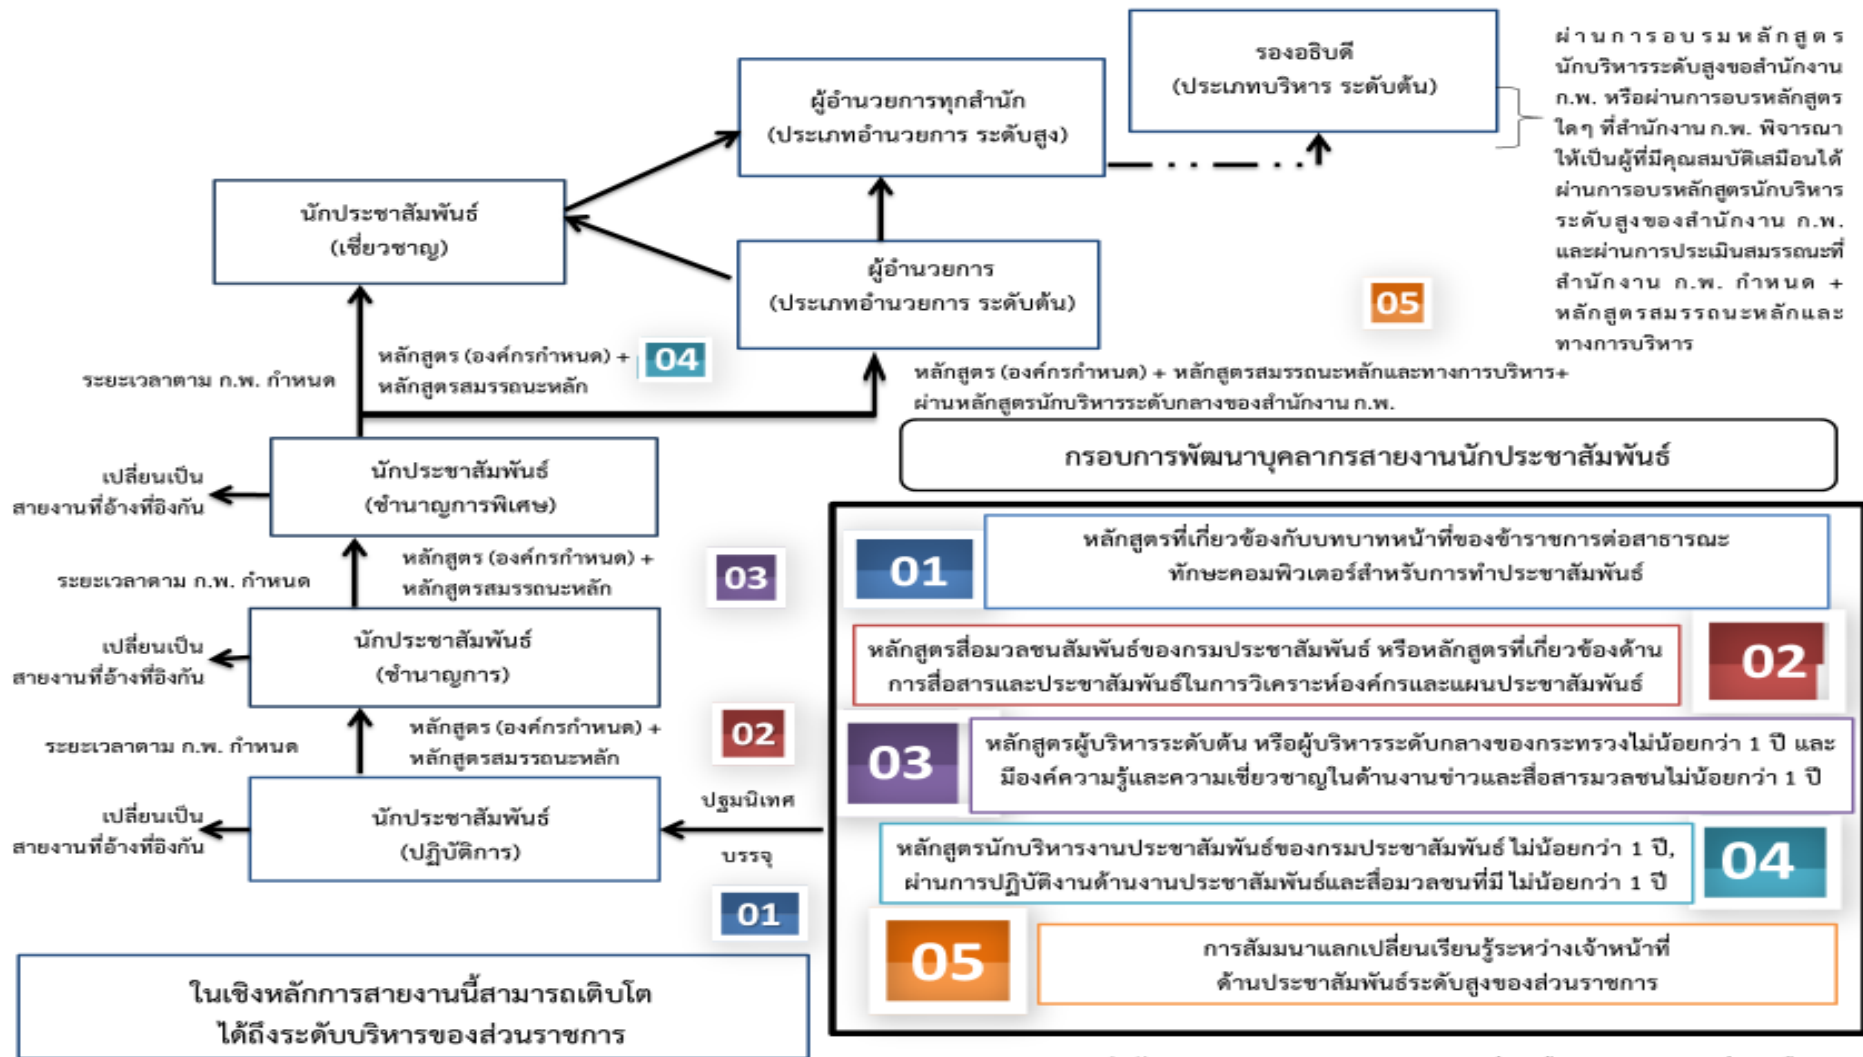 รองอธิบดี
(ประเภทบริหาร ระดับต้น)
ผ่านการอบรมหลักสูตร
นักบริหารระดับสูงขอสำนักงาน
ก.พ. หรือผ่านการอบรหลักสูตร
ใดๆ ที่สำนักงาน ก.พ. พิจารณา
ให้เป็นผู้ที่มีคุณสมบัติเสมือนได้
ผ่านการอบรหลักสูตรนักบริหาร
ระดับสูงของสำนักงาน ก.พ.
และผ่านการประเมินสมรรถนะที่
สำนักงาน ก.พ. กำหนด +
หลักสูตรสมรรถนะหลักและ
ทางการบริหาร
ผู้อำนวยการทุกสำนัก
(ประเภทอำนวยการ ระดับสูง)
นักประชาสัมพันธ์
(เชี่ยวชาญ)
ผู้อำนวยการ
(ประเภทอำนวยการ ระดับต้น)
05
ระยะเวลาตาม ก.พ. กำหนด
หลักสูตร (องค์กรกำหนด) +
หลักสูตรสมรรถนะหลัก
04
หลักสูตร (องค์กรกำหนด) + หลักสูตรสมรรถนะหลักและทางการบริหาร+
ผ่านหลักสูตรนักบริหารระดับกลางของสำนักงาน ก.พ.
นักประชาสัมพันธ์
(ชำนาญการพิเศษ)
เปลี่ยนเป็น
สายงานที่อ้างที่อิงกัน
ระยะเวลาตาม ก.พ. กำหนด
หลักสูตร (องค์กรกำหนด) +
หลักสูตรสมรรถนะหลัก
03
นักประชาสัมพันธ์
(ชำนาญการ)
เปลี่ยนเป็น
สายงานที่อ้างที่อิงกัน
ระยะเวลาตาม ก.พ. กำหนด
หลักสูตร (องค์กรกำหนด) +
หลักสูตรสมรรถนะหลัก
02
นักประชาสัมพันธ์
(ปฏิบัติการ)
เปลี่ยนเป็น
สายงานที่อ้างที่อิงกัน
ปฐมนิเทศ
บรรจุ
01
ในเชิงหลักการสายงานนี้สามารถเติบโต
ได้ถึงระดับบริหารของส่วนราชการ
กรอบการพัฒนาบุคลากรสายงานนักประชาสัมพันธ์
01
หลักสูตรที่เกี่ยวข้องกับบทบาทหน้าที่ของข้าราชการต่อสาธารณะ
ทักษะคอมพิวเตอร์สำหรับการทำประชาสัมพันธ์
หลักสูตรสื่อมวลชนสัมพันธ์ของกรมประชาสัมพันธ์ หรือหลักสูตรที่เกี่ยวข้องด้าน
การสื่อสารและประชาสัมพันธ์ในการวิเคราะห์องค์กรและแผนประชาสัมพันธ์
02
03
หลักสูตรผู้บริหารระดับต้น หรือผู้บริหารระดับกลางของกระทรวงไม่น้อยกว่า 1 ปี และ
มีองค์ความรู้และความเชี่ยวชาญในด้านงานข่าวและสื่อสารมวลชนไม่น้อยกว่า 1 ปี
หลักสูตรนักบริหารงานประชาสัมพันธ์ของกรมประชาสัมพันธ์ ไม่น้อยกว่า 1 ปี,
ผ่านการปฏิบัติงานด้านงานประชาสัมพันธ์และสื่อมวลชนที่มี ไม่น้อยกว่า 1 ปี
04
05
การสัมมนาแลกเปลี่ยนเรียนรู้ระหว่างเจ้าหน้าที่
ด้านประชาสัมพันธ์ระดับสูงของส่วนราชการ